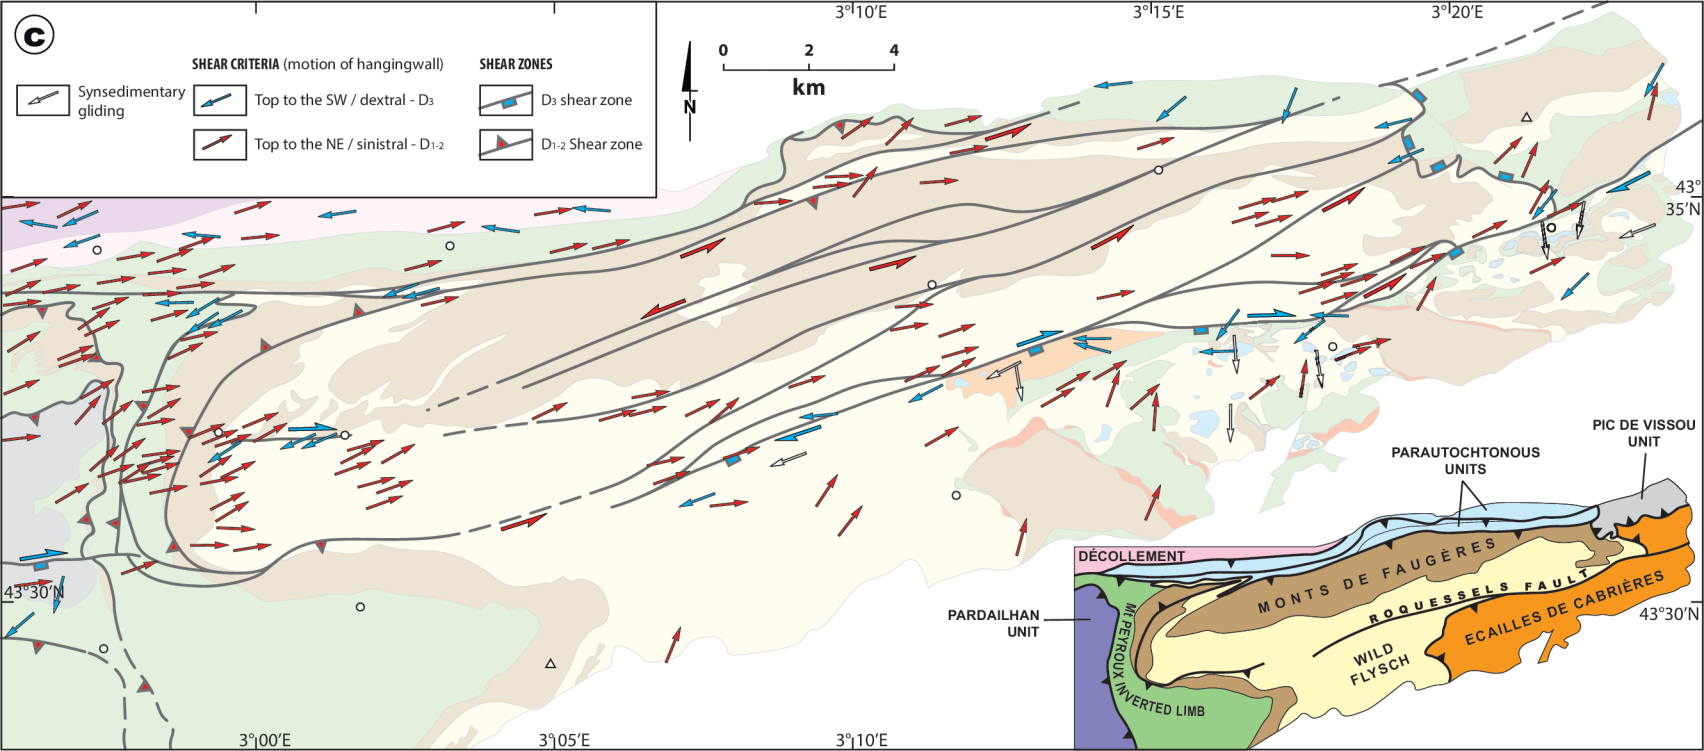 C
SHEAR CRITERIA (motion of hangingwall)
SHEAR ZONES
Synsedimentary
gliding
Top to the SW / dextral - D3
D3 shear zone
Top to the NE / sinistral - D1-2
D1-2 Shear zone
0 2 4
km
N
3°10'E
3°15'E
3°20'E
43°
35'N
43°30'N
43°30'N
3°00'E
3°05'E
3°10'E
PIC DE VISSOU
UNIT
PARAUTOCHTONOUS
UNITS
DÉCOLLEMENT
MONTS DE FAUGÈRES
ROQUESSELS FAULT
ECAILLES DE CABRIÈRES
PARDAILHAN
UNIT
Mt PEYROUX INVERTED LIMB
WILD
FLYSCH